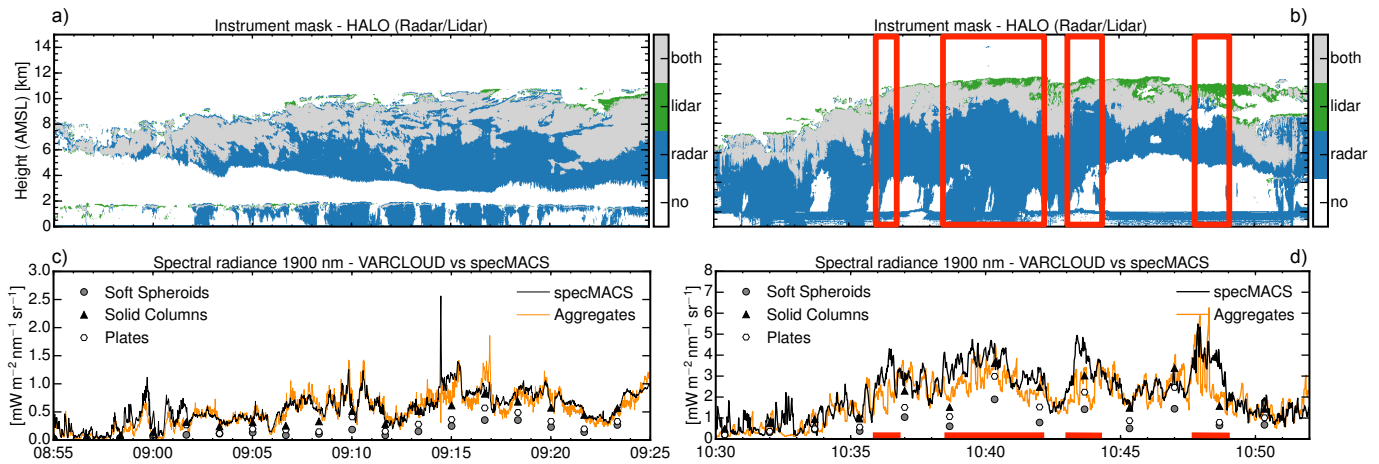 a)
Instrument mask - HALO (Radar/Lidar)
Height (AMSL) [km]
14
12
10
8
6
4
2
0
both
lidar
radar
no
b)
Instrument mask - HALO (Radar/Lidar)
both
lidar
radar
no
c)
Spectral radiance 1900 nm - VARCLOUD vs specMACS
[mW m−2 nm−1 sr−1]
3.0
2.5
2.0
1.5
1.0
0.5
0.0
Soft Spheroids
Solid Columns
Plates
specMACS
Aggregates
08:55 09:00 09:05 09:10 09:15 09:20 09:25
Spectral radiance 1900 nm - VARCLOUD vs specMACS
d)
[mW m−2 nm−1 sr−1]
8
7
6
5
4
3
2
1
0
Soft Spheroids
Solid Columns
Plates
specMACS
Aggregates
10:30 10:35 10:40 10:45 10:50